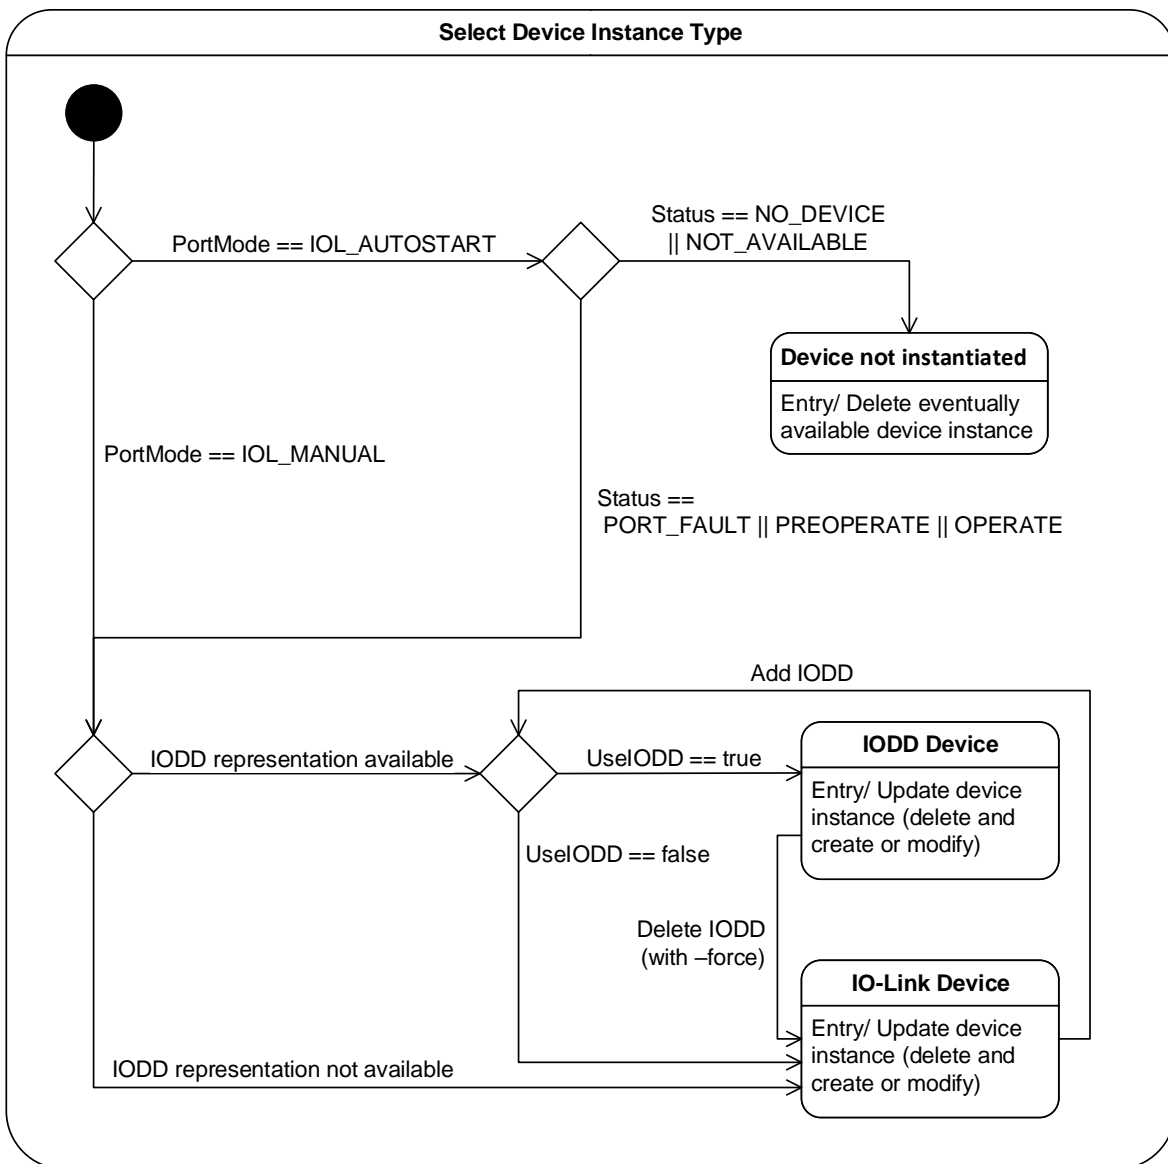 Select Device Instance Type
PortMode == IOL_AUTOSTART
Status == NO_DEVICE
|| NOT_AVAILABLE
Device not instantiated
Entry/ Delete eventually
available device instance
PortMode == IOL_MANUAL
Status ==
PORT_FAULT || PREOPERATE || OPERATE
Add IODD
IODD representation available
UseIODD == true
IODD Device
Entry/ Update device
instance (delete and
create or modify)
UseIODD == false
Delete IODD
(with –force)
IO-Link Device
Entry/ Update device
instance (delete and
create or modify)
IODD representation not available